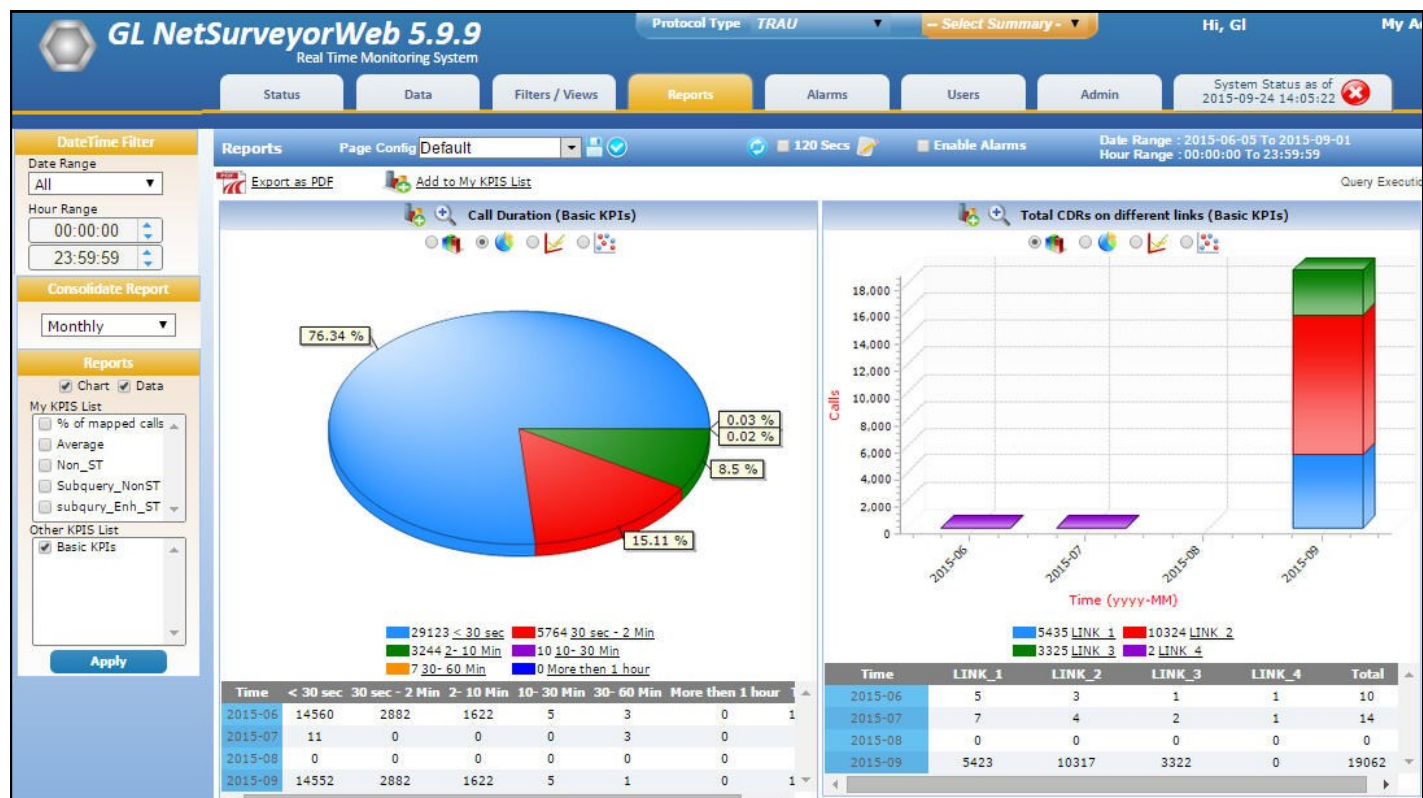 GL NetSurveyorWeb 5.9.9
Real Time Monitoring System
Protocol Type TRAU
-- Select Summary-
Hi, Gl
My A
Status
Data
Filters / Views
Reports
Alarms
Users
Admin
System Status as of
2015-09-24 14:05:22
DateTime Filter
Date Range
All
Hour Range
00:00:00
23:59:59
Consolidate Report
Monthly
Reports
Chart Data
My KPIS List
% of mapped calls
Average
Non_ST
Subquery_NonST
subqury_Enh_ST
Other KPIS List
Basic KPIs
Apply
Reports Page Config Default 120 Secs Enable Alarms
Date Range : 2015-06-05 To 2015-09-01
Hour Range : 00:00:00 To 23:59:59
Export as PDF Add to My KPIS List
Query Executio
Call Duration (Basic KPIs)
76.34 %
0.03 %
0.02 %
8.5 %
15.11 %
29123 < 30 sec 5764 30 sec - 2 Min
3244 2- 10 Min 10 10- 30 Min
7 30- 60 Min 0 More then 1 hour
Time < 30 sec 30 sec - 2 Min 2- 10 Min 10- 30 Min 30- 60 Min More then 1 hour
2015-06 14560 2882 1622 5 3 0 1
2015-07 11 0 0 0 3 0
2015-08 0 0 0 0 0 0
2015-09 14552 2882 1622 5 1 0 1
Total CDRs on different links (Basic KPIs)
18,000
16,000
14,000
12,000
10,000
8,000
6,000
4,000
2,000
0
Calls
2015-06
2015-07
2015-08
2015-09
Time (yyyy-MM)
5435 LINK_1 10324 LINK_2
3325 LINK_3 2 LINK_4
Time LINK_1 LINK_2 LINK_3 LINK_4 Total
2015-06 5 3 1 1 10
2015-07 7 4 2 1 14
2015-08 0 0 0 0 0
2015-09 5423 10317 3322 0 19062